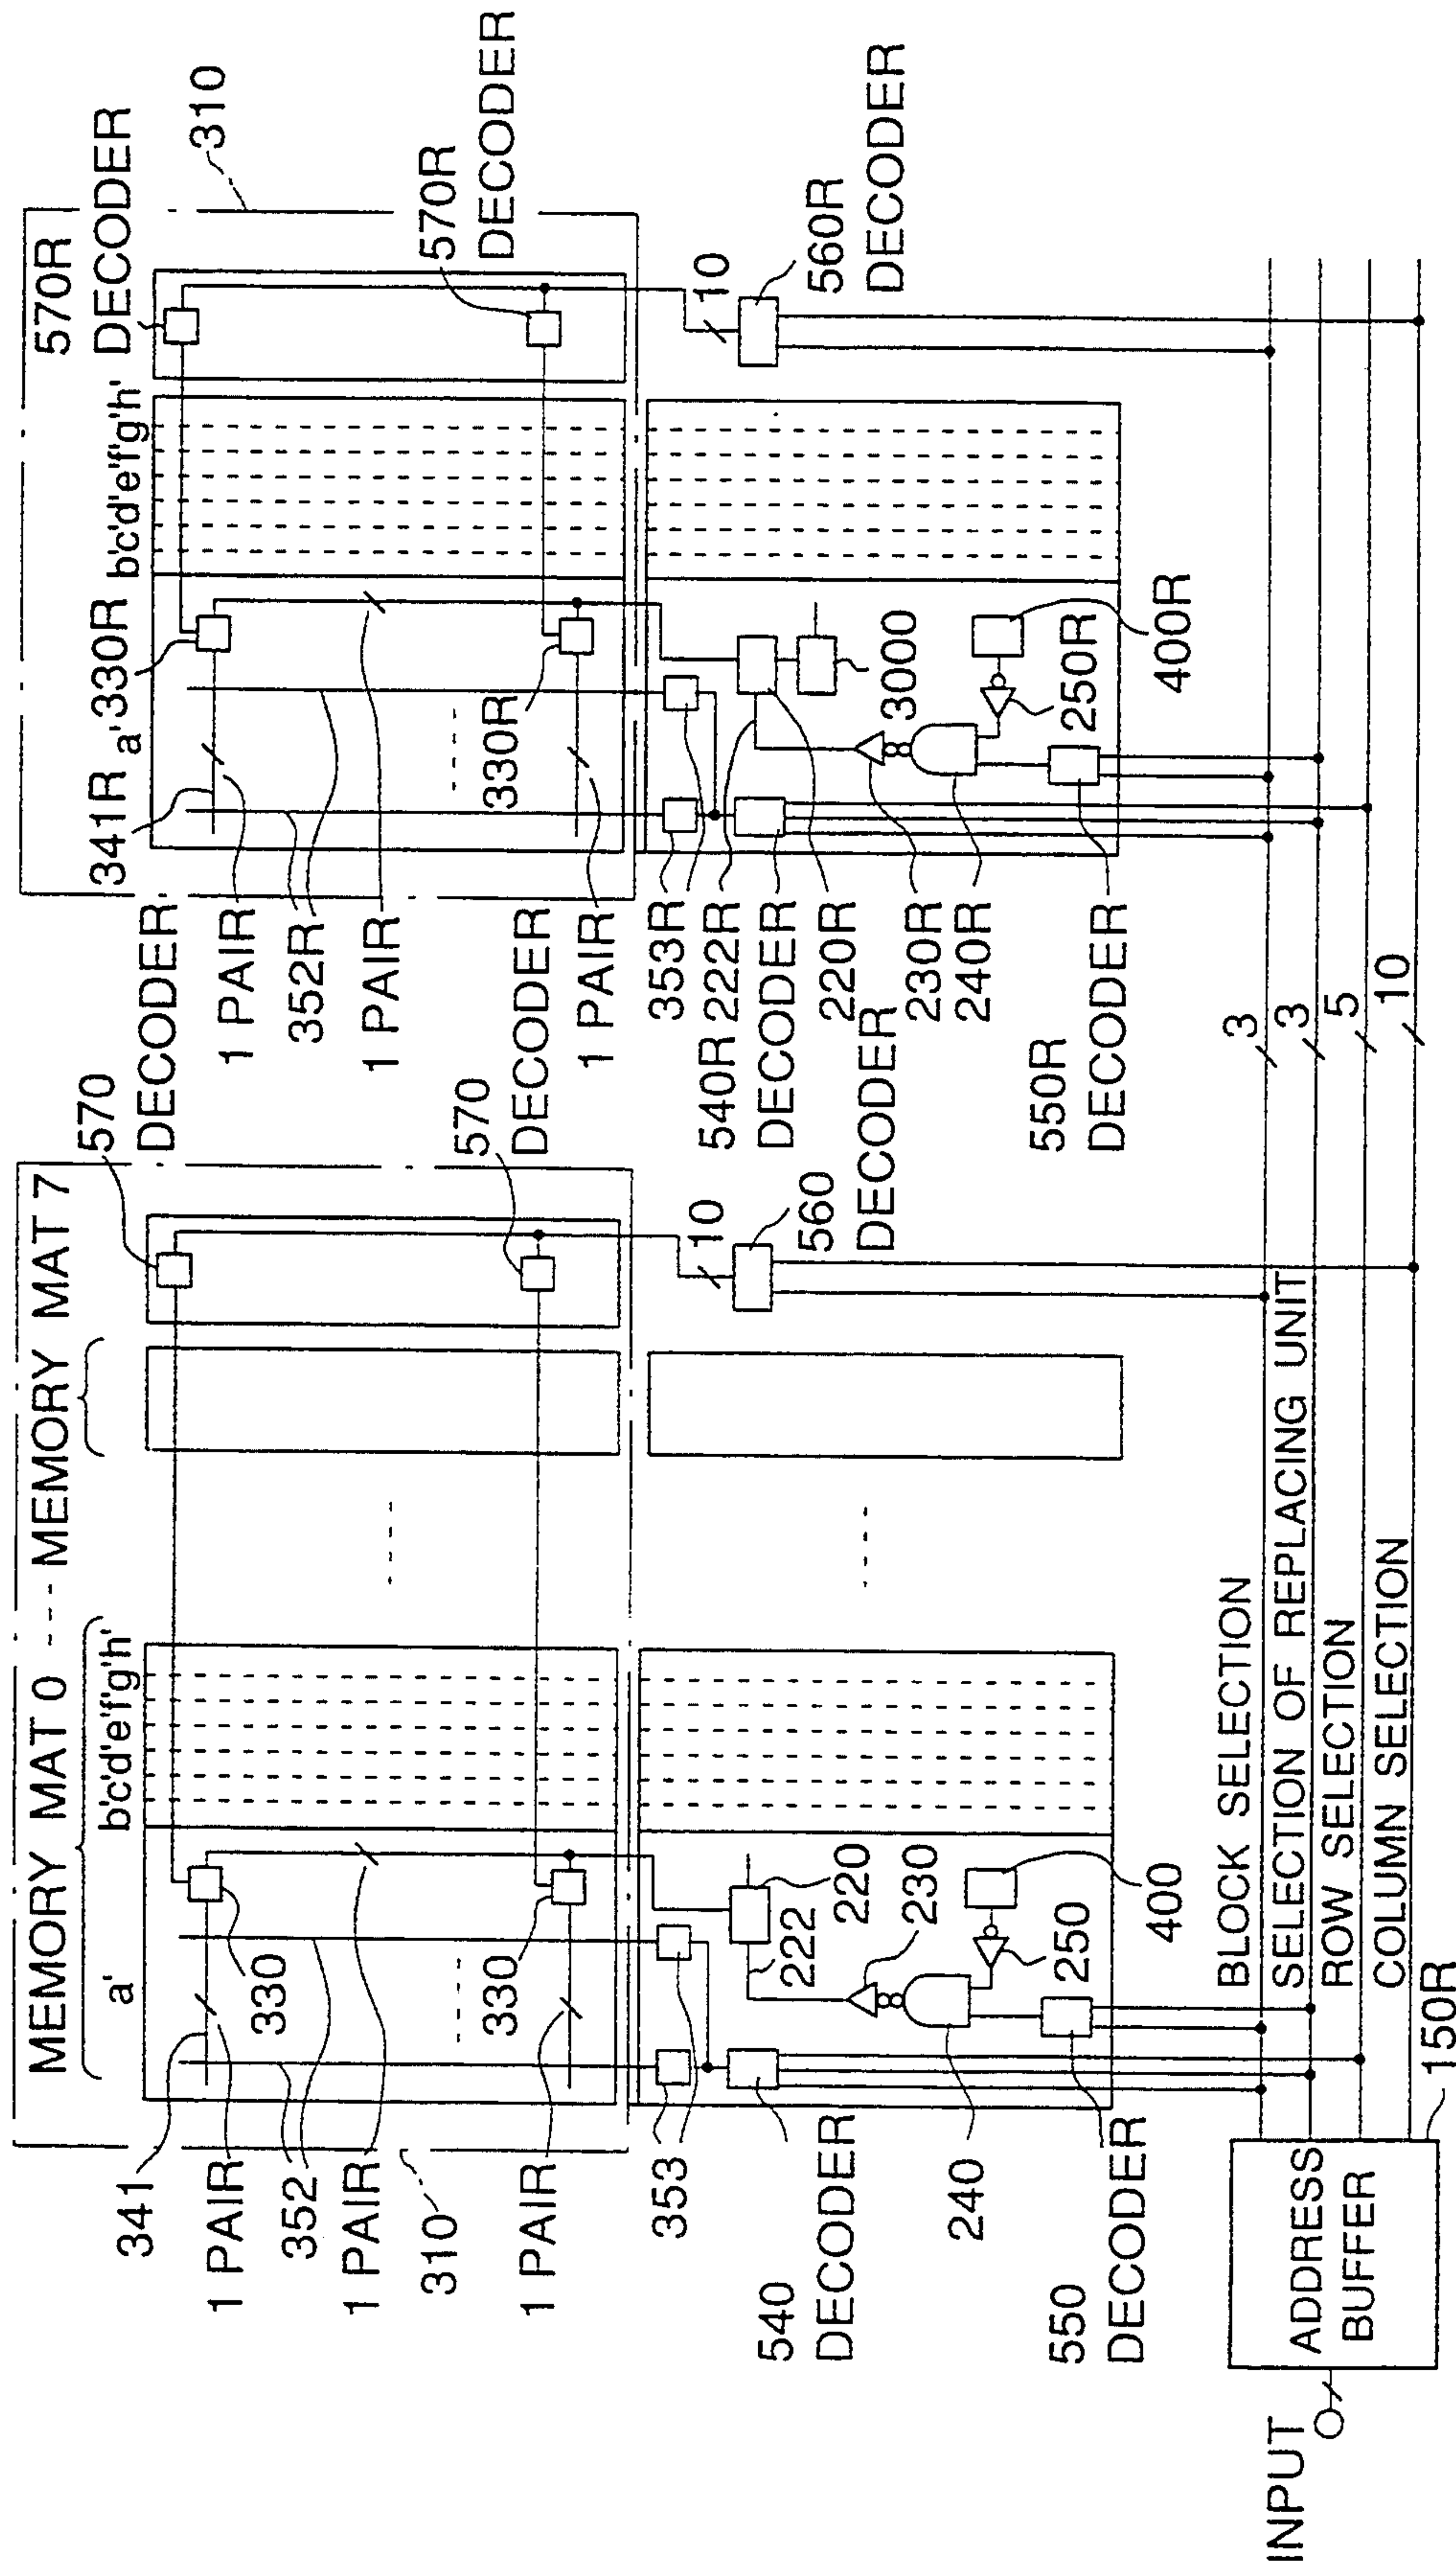 MEMORY MAT 0 ---- MEMORY MAT 7
a'
b'c'd'e'f'g'h'
570
DECODER
570
DECODER
341
1 PAIR
352
1 PAIR
310
1 PAIR
330
330
353
540
DECODER
222
220
230
240
250
400
550
DECODER
10
560
DECODER
570R
DECODER
310
570R
DECODER
341R
a'
330R
b'c'd'e'f'g'h'
1 PAIR
352R
1 PAIR
330R
1 PAIR
353R
222R
540R
DECODER
220R
3000
230R
240R
250R
400R
550R
DECODER
10
560R
DECODER
BLOCK SELECTION
3
SELECTION OF REPLACING UNIT
3
ROW SELECTION
5
COLUMN SELECTION
10
INPUT
ADDRESS
BUFFER
150R